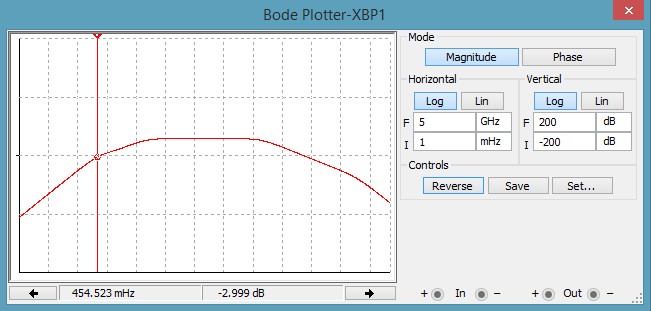 Bode Plotter-XBP1
Mode
Magnitude Phase
Horizontal Vertical
Log Lin Log Lin
F 5 GHz F 200 dB
I 1 mHz I -200 dB
Controls
Reverse Save Set...
454.523 mHz -2.999 dB
+ In − + Out −